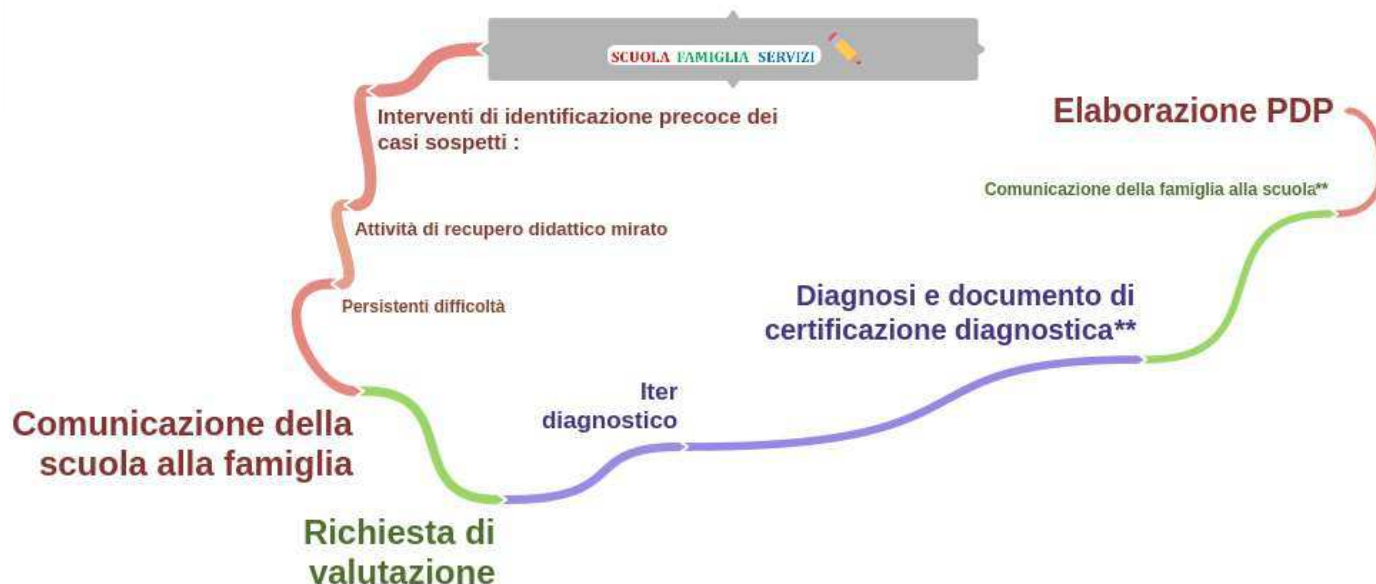 SCUOLA FAMIGLIA SERVIZI
Interventi di identificazione precoce dei
casi sospetti :
Attività di recupero didattico mirato
Persistenti difficoltà
Comunicazione della
scuola alla famiglia
Richiesta di
valutazione
Iter
diagnostico
Diagnosi e documento di
certificazione diagnostica**
Comunicazione della famiglia alla scuola**
Elaborazione PDP